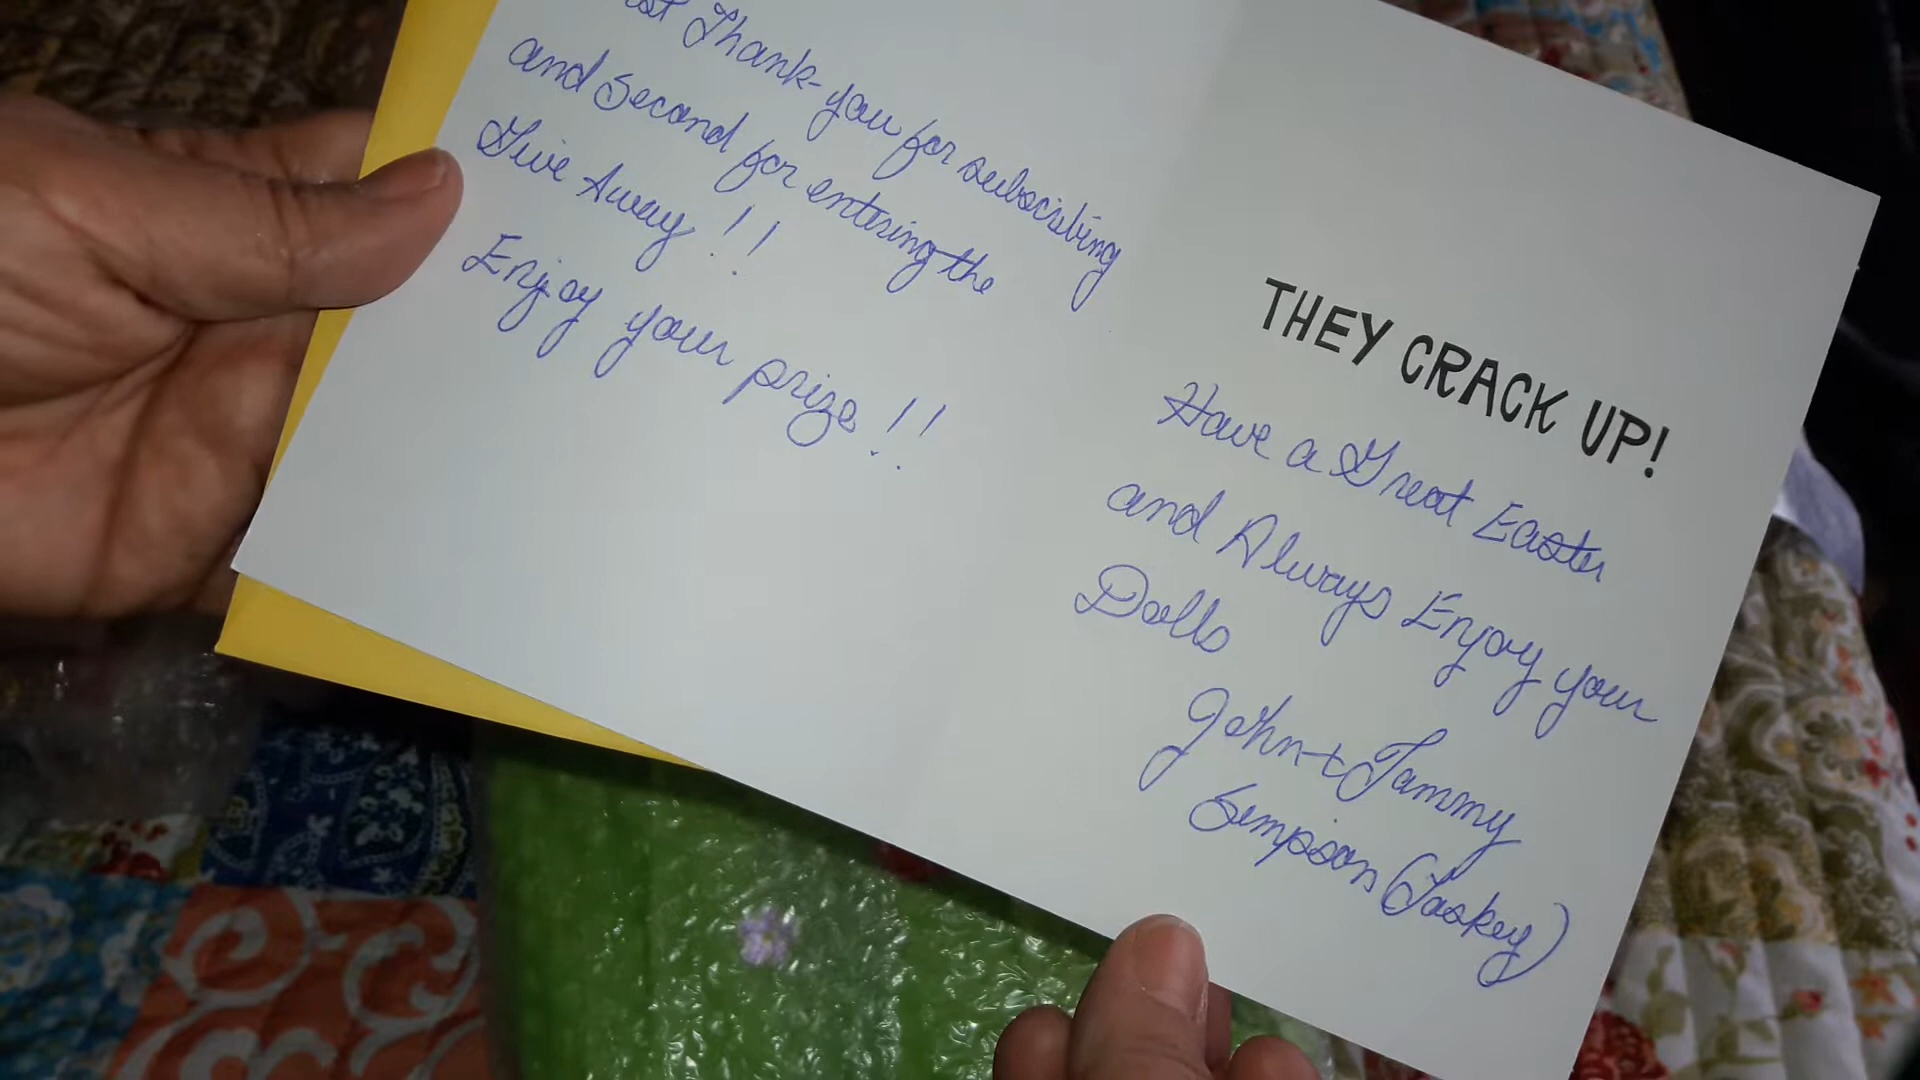 Thank-you for subscisbing
and Second for entering the
Give Away!!
Enjoy your prize!!
THEY CRACK UP!
Have a Great Easter
and Always Enjoy your
Dolls
John + Tammy
Simpson (Taskey)